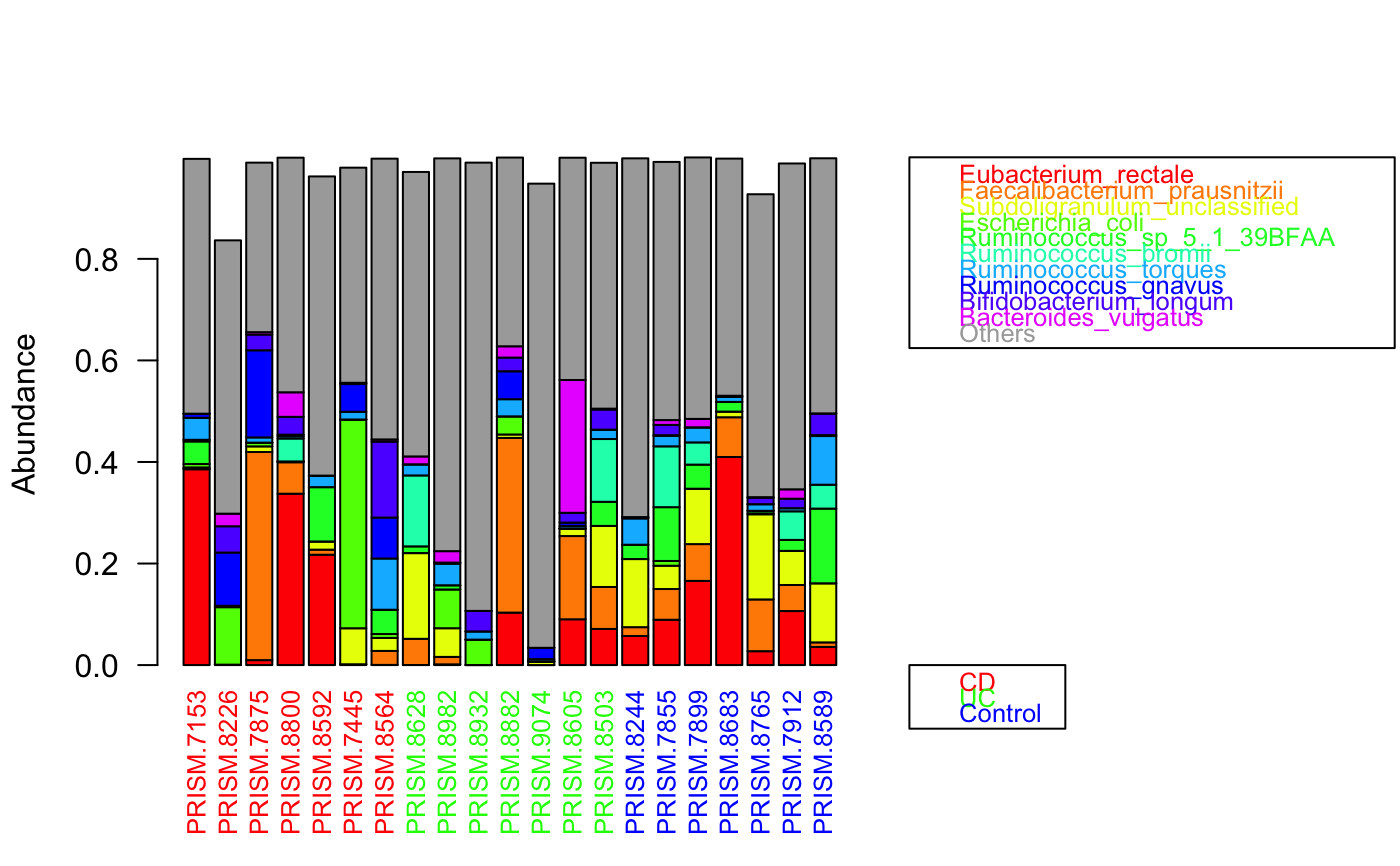 Abundance
0.8
0.6
0.4
0.2
0.0
PRISM.7153
PRISM.8226
PRISM.7875
PRISM.8800
PRISM.8592
PRISM.7445
PRISM.8564
PRISM.8628
PRISM.8982
PRISM.8932
PRISM.8882
PRISM.9074
PRISM.8605
PRISM.8503
PRISM.8244
PRISM.7855
PRISM.7899
PRISM.8683
PRISM.8765
PRISM.7912
PRISM.8589
Eubacterium_rectale
Faecalibacterium_prausnitzii
Subdoligranulum_unclassified
Escherichia_coli
Ruminococcus_sp_5_1_39BFAA
Ruminococcus_bromii
Ruminococcus_torques
Ruminococcus_gnavus
Bifidobacterium_longum
Bacteroides_vulgatus
Others
CD
UC
Control